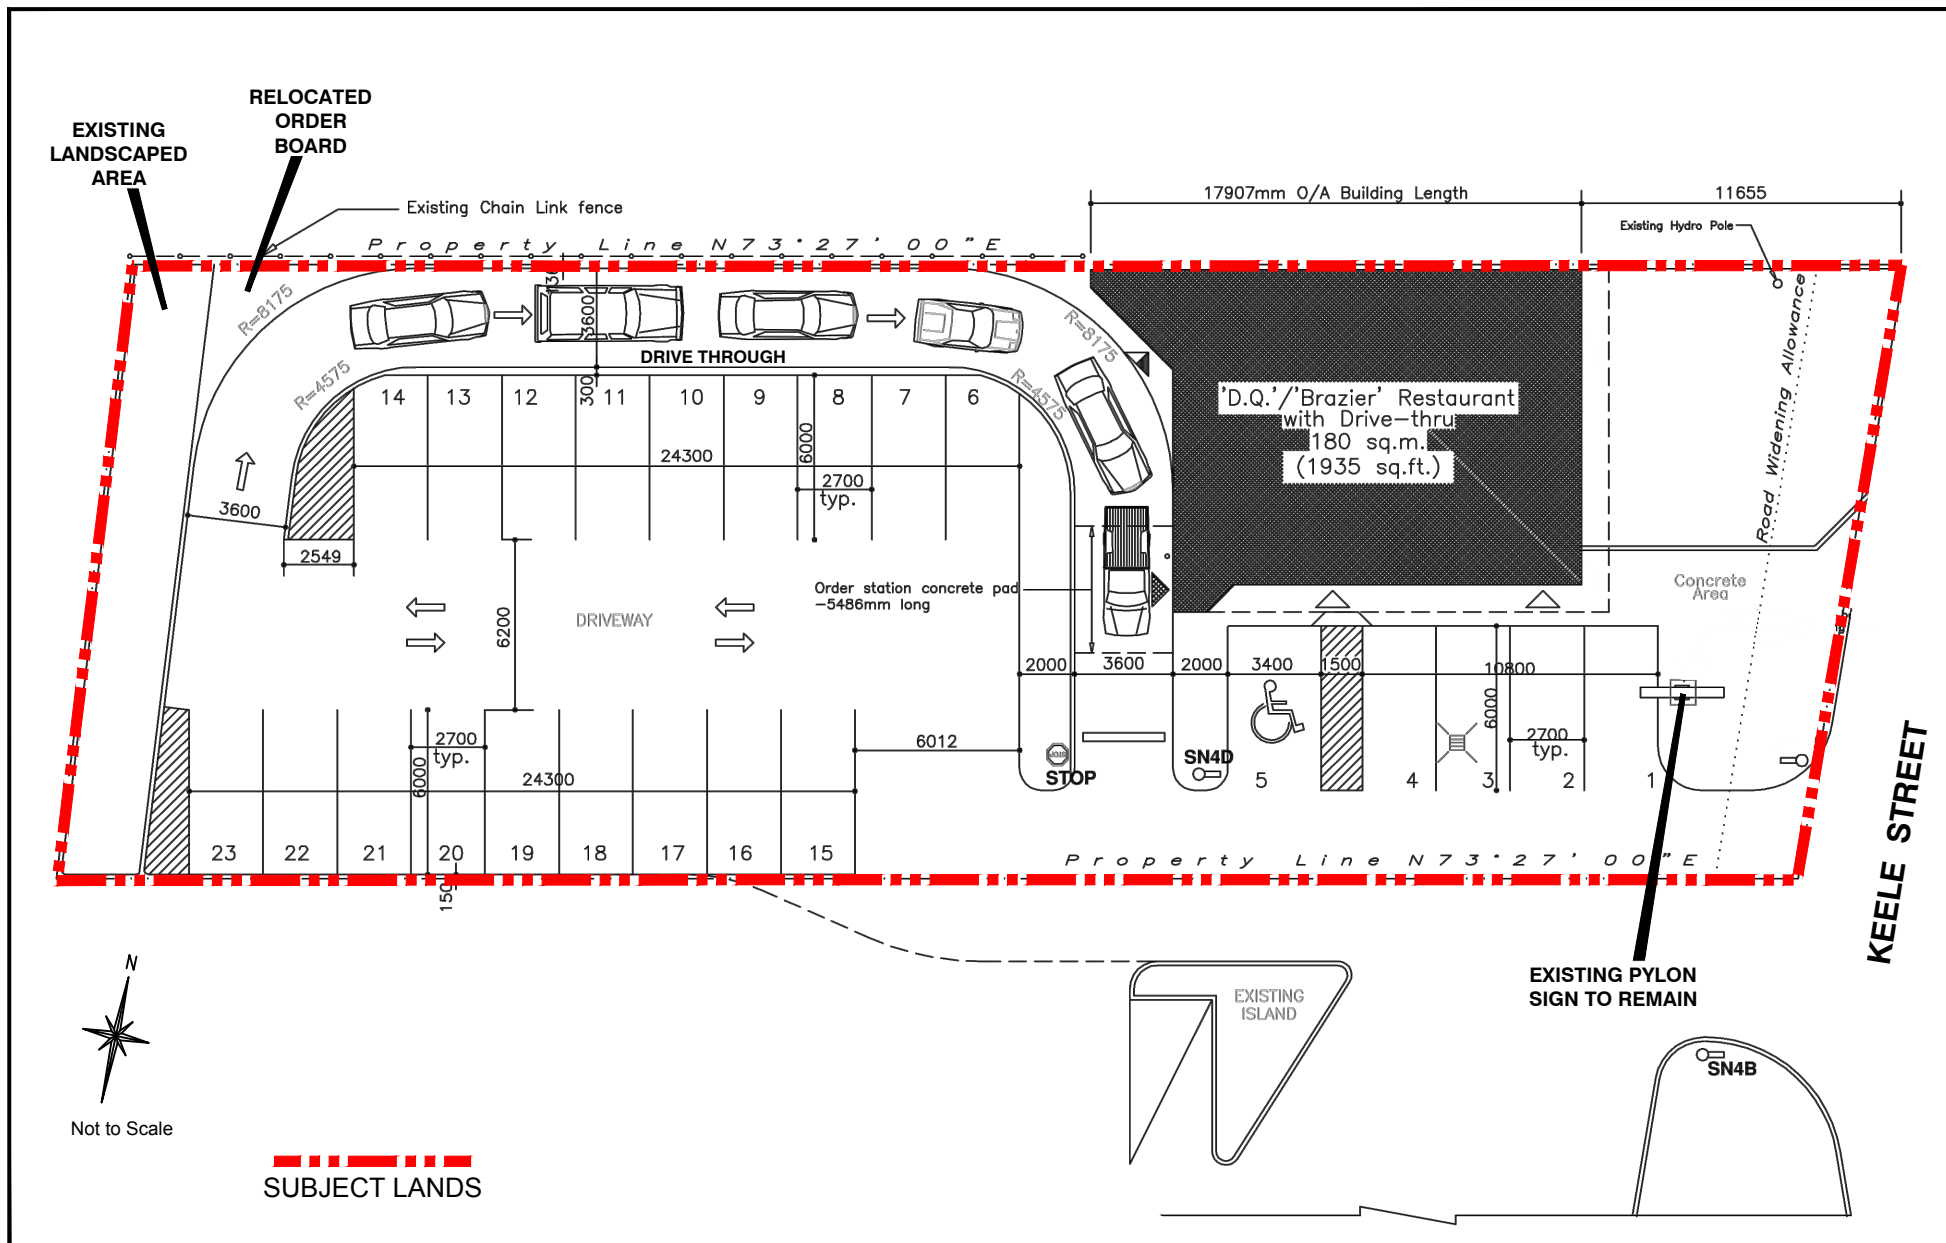 RELOCATED
ORDER
BOARD
EXISTING
LANDSCAPED
AREA
Existing Chain Link fence
17907mm O/A Building Length
11655
Existing Hydro Pole
Property Line N73°27'00"E
R=8175
R=4575
3600
DRIVE THROUGH
300
R=8175
R=4575
14
13
12
11
10
9
8
7
6
24300
6000
2700
typ.
'D.Q.'/'Brazier' Restaurant
with Drive-thru
180 sq.m.
(1935 sq.ft.)
Road Widening Allowance
3600
2549
Order station concrete pad
-5486mm long
Concrete
Area
DRIVEWAY
6200
2000
3600
2000
3400
1500
10800
6000
2700
typ.
6012
STOP
STOP
SN4D
5
4
3
2
1
2700
typ.
6000
24300
23
22
21
20
19
18
17
16
15
150
Property Line N73°27'00"E
KEELE STREET
EXISTING PYLON
SIGN TO REMAIN
EXISTING
ISLAND
SN4B
N
Not to Scale
SUBJECT LANDS